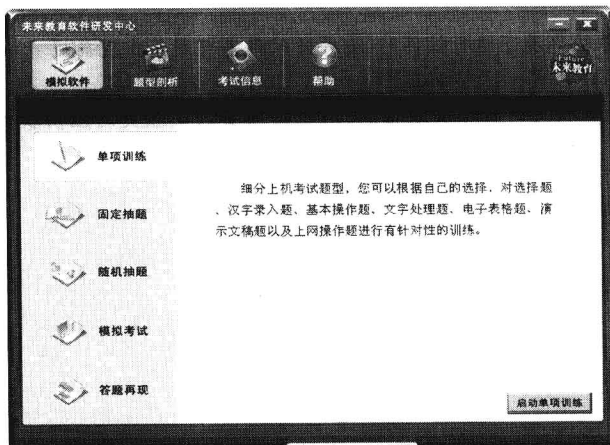 未来教育软件研发中心
模拟软件
题型剖析
考试信息
帮助
Future
未来教育
单项训练
固定抽题
随机抽题
模拟考试
答题再现
细分上机考试题型，您可以根据自己的选择，对选择题
、汉字录入题、基本操作题、文字处理题、电子表格题、演
示文稿题以及上网操作题进行有针对性的训练。
启动单项训练